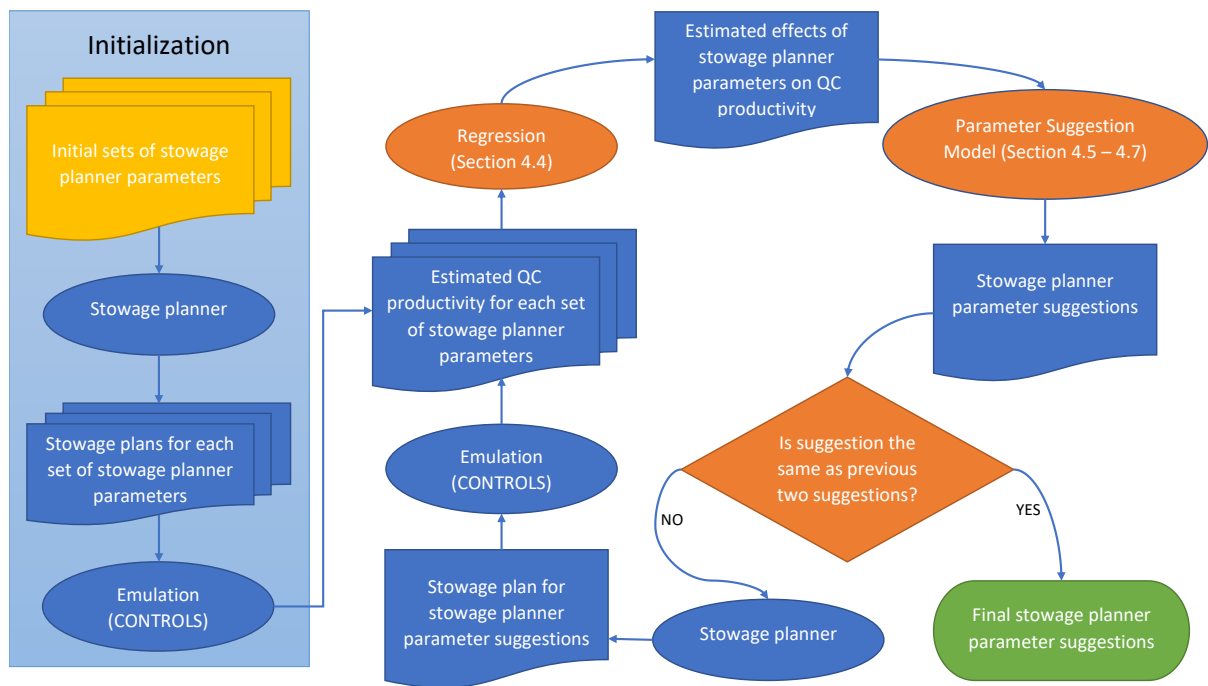 Initialization
Initial sets of stowage
planner parameters
Stowage planner
Stowage plans for each
set of stowage planner
parameters
Emulation
(CONTROLS)
Estimated QC
productivity for each set
of stowage planner
parameters
Regression
(Section 4.4)
Estimated effects of
stowage planner
parameters on QC
productivity
Parameter Suggestion
Model (Section 4.5 – 4.7)
Stowage planner
parameter suggestions
Is suggestion the
same as previous
two suggestions?
NO
YES
Stowage planner
Stowage plan for
stowage planner
parameter suggestions
Emulation
(CONTROLS)
Final stowage planner
parameter suggestions